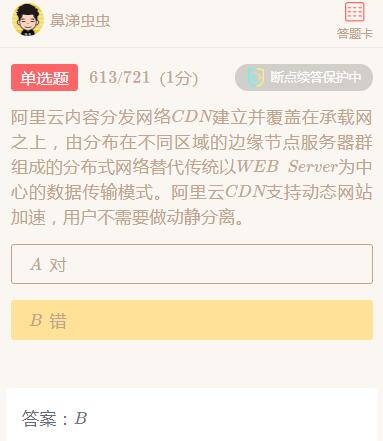 鼻涕虫虫
答题卡
单选题 613/721 (1分) 断点续答保护中
阿里云内容分发网络CDN建立并覆盖在承载网
之上，由分布在不同区域的边缘节点服务器群
组成的分布式网络替代传统以WEB Server为中
心的数据传输模式。阿里云CDN支持动态网站
加速，用户不需要做动静分离。
A 对
B 错
答案：B